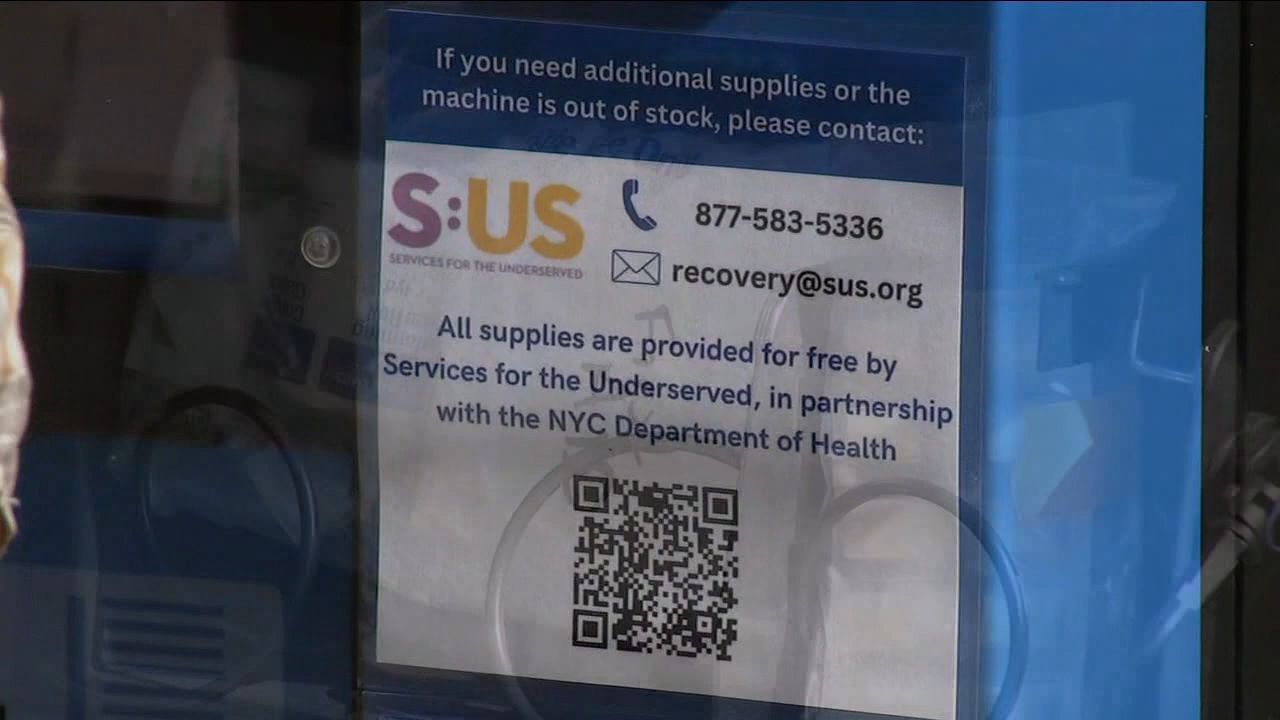 If you need additional supplies or the
machine is out of stock, please contact:
S:US
SERVICES FOR THE UNDERSERVED
877-583-5336
recovery@sus.org
All supplies are provided for free by
Services for the Underserved, in partnership
with the NYC Department of Health